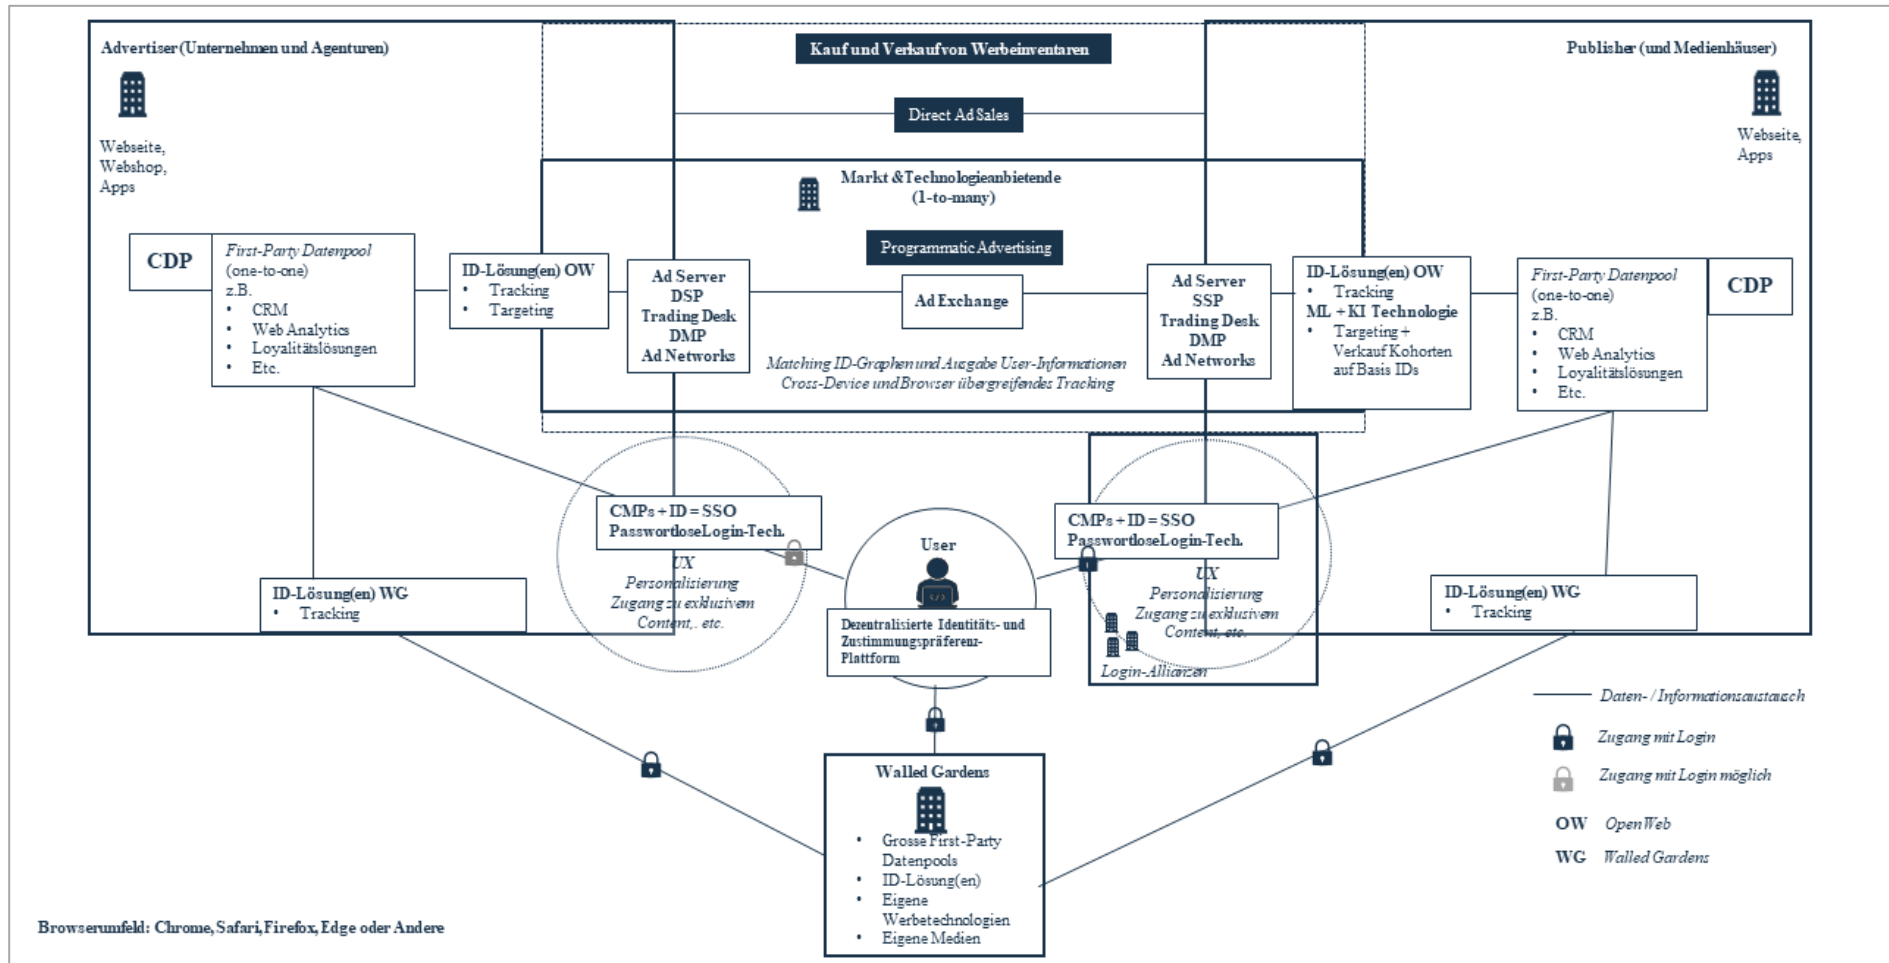 Advertiser (Unternehmen und Agenturen)
Webseite,
Webshop,
Apps
Kauf und Verkauf von Werbeinventaren
Direct Ad Sales
Publisher (und Medienhäuser)
Webseite,
Apps
Markt & Technologieanbietende
(1-to-many)
Programmatic Advertising
CDP
First-Party Datenpool
(one-to-one)
z.B.
• CRM
• Web Analytics
• Loyalitätslösungen
• Etc.
ID-Lösung(en) OW
• Tracking
• Targeting
Ad Server
DSP
Trading Desk
DMP
Ad Networks
Ad Exchange
Matching ID-Graphen und Ausgabe User-Informationen
Cross-Device und Browser übergreifendes Tracking
Ad Server
SSP
Trading Desk
DMP
Ad Networks
ID-Lösung(en) OW
• Tracking
ML + KI Technologie
• Targeting +
Verkauf Kohorten
auf Basis IDs
First-Party Datenpool
(one-to-one)
z.B.
• CRM
• Web Analytics
• Loyalitätslösungen
• Etc.
CDP
CMPs + ID = SSO
Passwortlose Login-Tech.
UX
Personalisierung
Zugang zu exklusivem
Content,. etc.
User
Dezentralisierte Identitäts- und
Zustimmungspräferenz-
Plattform
CMPs + ID = SSO
Passwortlose Login-Tech.
UX
Personalisierung
Zugang zu exklusivem
Content, etc.
Login-Allianzen
ID-Lösung(en) WG
• Tracking
ID-Lösung(en) WG
• Tracking
Walled Gardens
• Grosse First-Party
Datenpools
• ID-Lösung(en)
• Eigene
Werbetechnologien
• Eigene Medien
Daten- / Informationsaustausch
Zugang mit Login
Zugang mit Login möglich
OW Open Web
WG Walled Gardens
Browserumfeld: Chrome, Safari, Firefox, Edge oder Andere